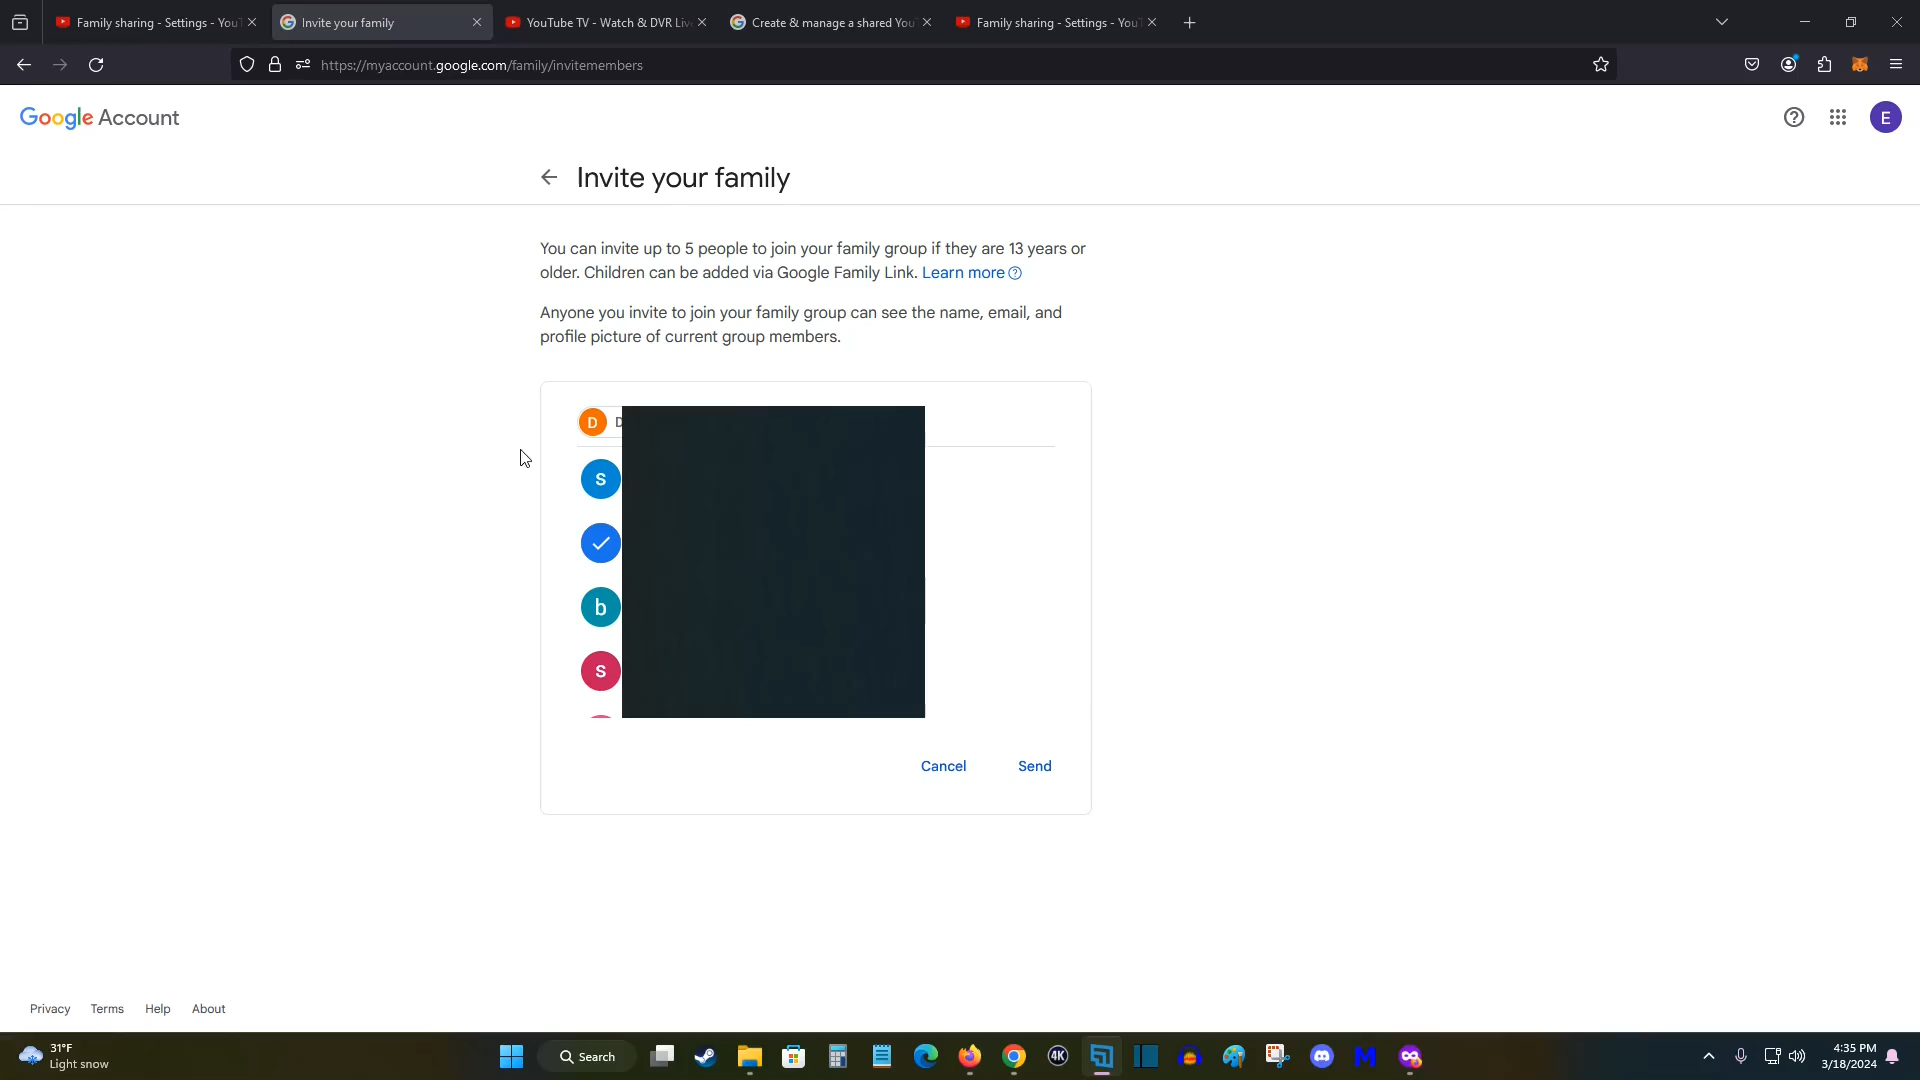 Family sharing - Settings - You
Invite your family
YouTube TV - Watch & DVR Liv
Create & manage a shared You
Family sharing - Settings - You
https://myaccount.google.com/family/invitemembers
Google Account
E
Invite your family
You can invite up to 5 people to join your family group if they are 13 years or
older. Children can be added via Google Family Link. Learn more
Anyone you invite to join your family group can see the name, email, and
profile picture of current group members.
D D
S
b
s
Cancel Send
Privacy Terms Help About
31°F
Light snow
Search
4K
4:35 PM
3/18/2024